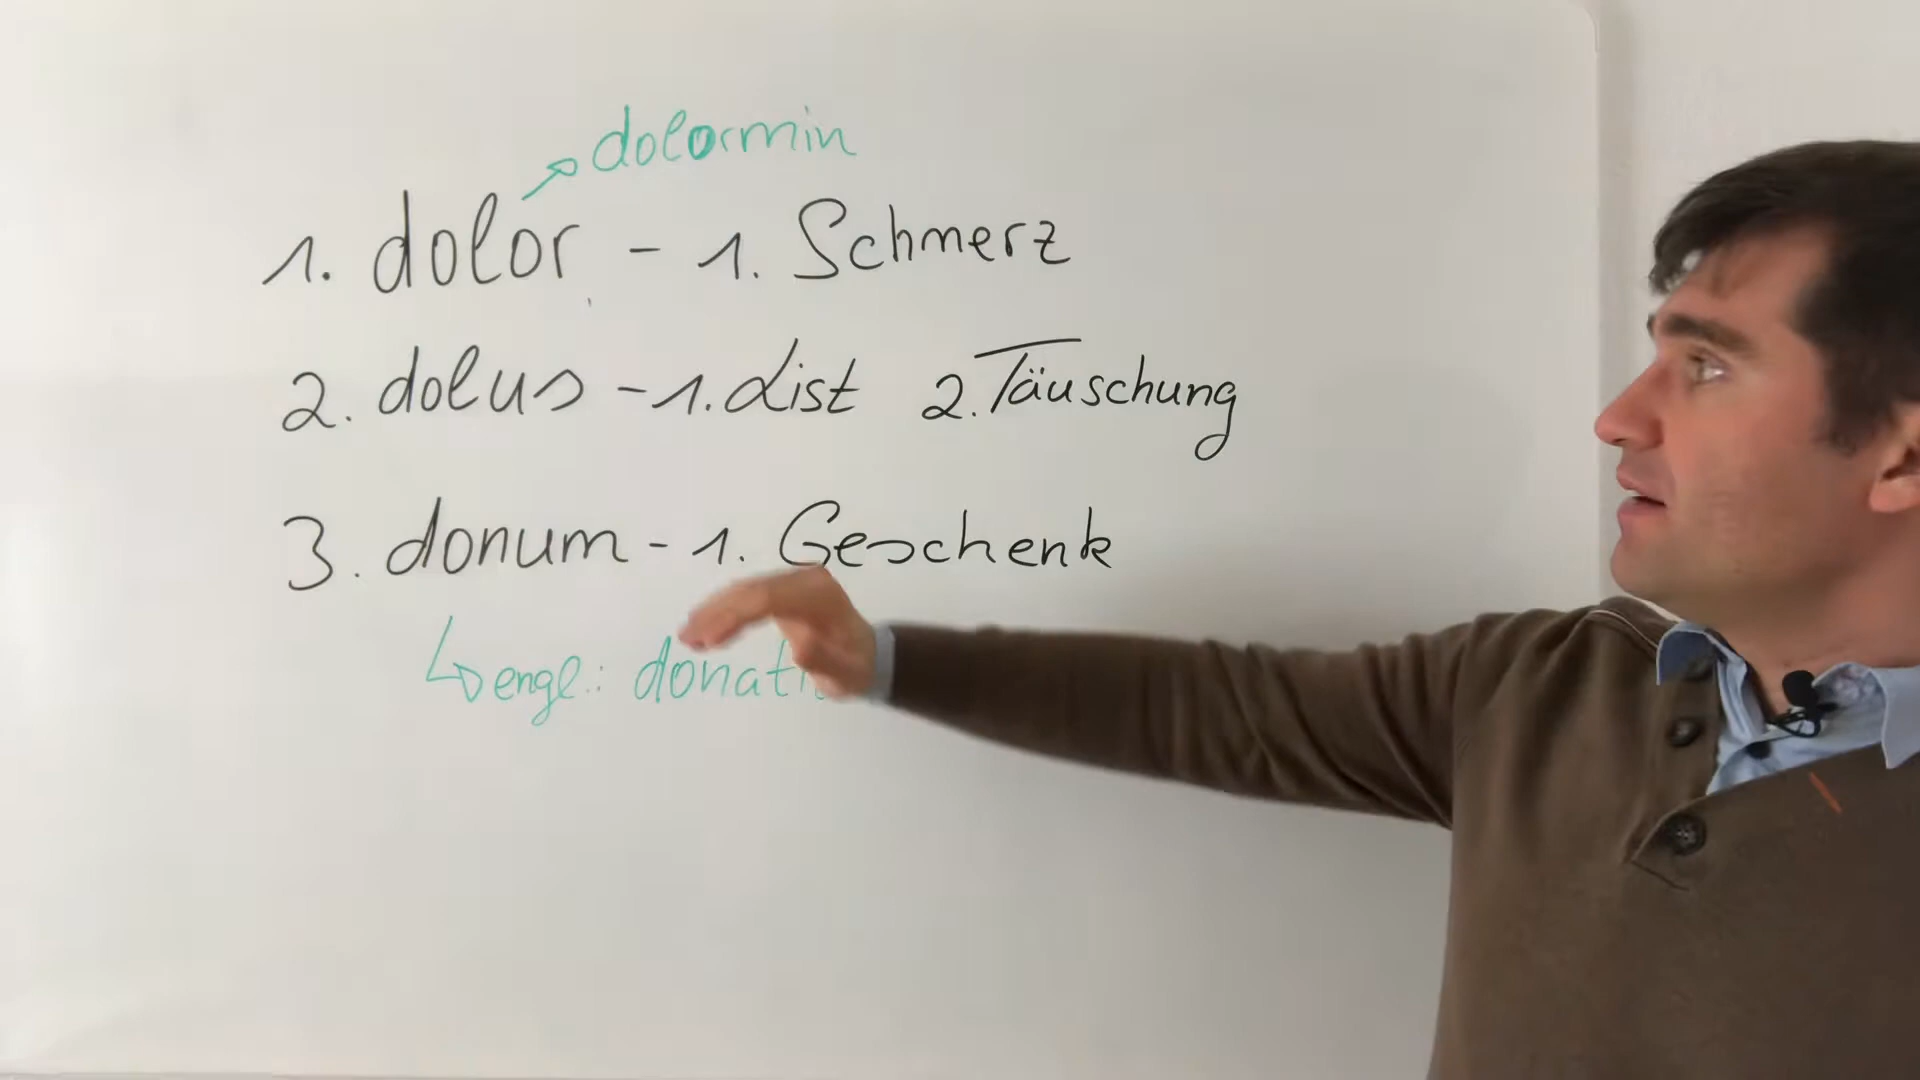 dolormin
1. dolor - 1. Schmerz
2. dolus - 1. List 2. Täuschung
3. donum - 1. Geschenk
engl.: